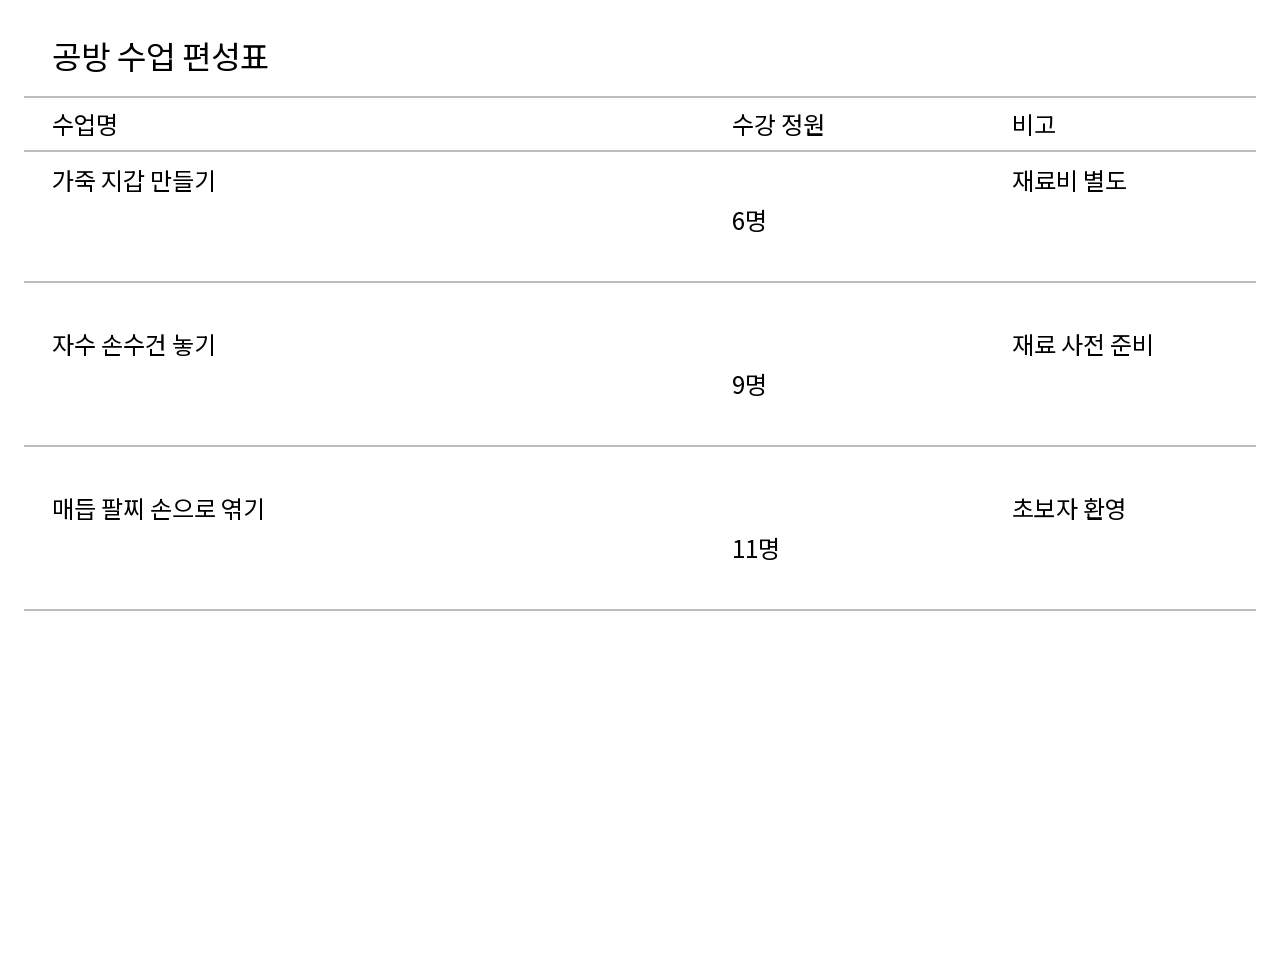 공방 수업 편성표
수업명 수강 정원 비고
가죽 지갑 만들기 재료비 별도
6명
자수 손수건 놓기 재료 사전 준비
9명
매듭 팔찌 손으로 엮기 초보자 환영
11명